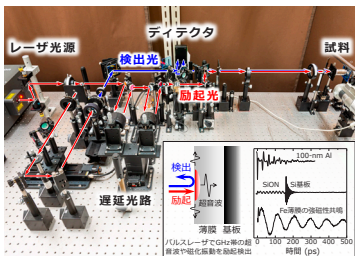 ディテクタ
レーザ光源
試料
検出光
励起光
遅延光路
検出
励起
超音波
薄膜 基板
パルスレーザでGHz帯の超
音波や磁化振動を励起検出
100-nm Al
SiON
Si基板
Fe薄膜の強磁性共鳴
0 100 200 300 400 500
時間 (ps)